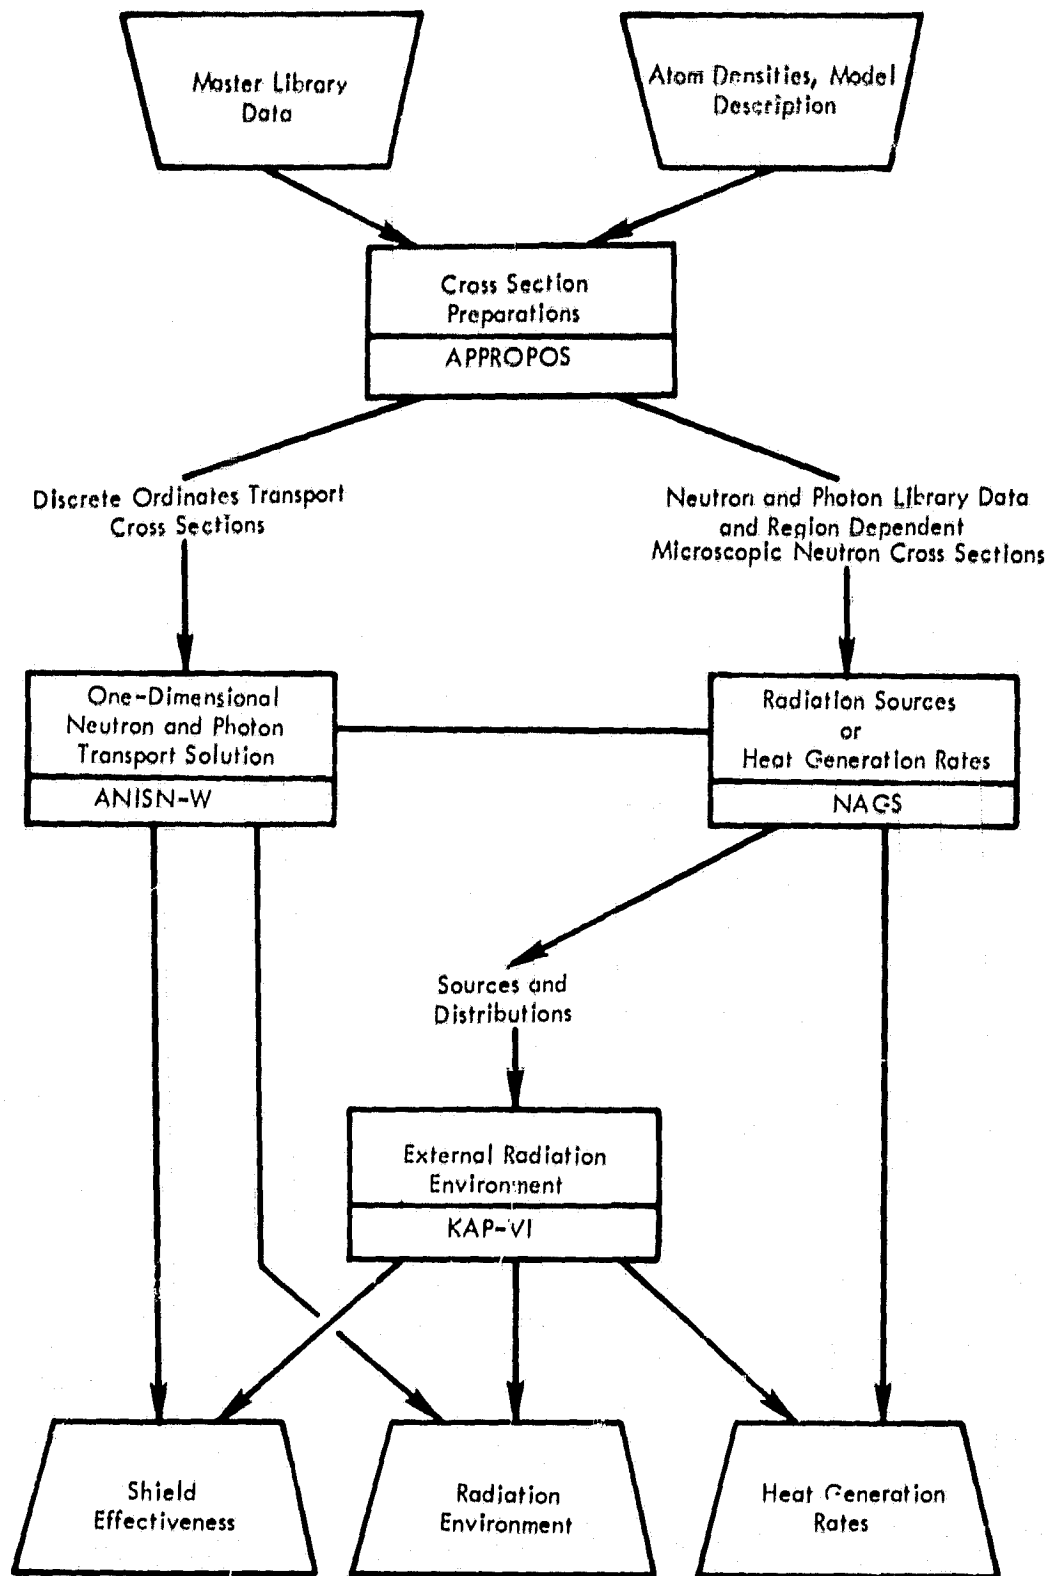 Master Library
Data
Atom Densities, Model
Description
Cross Section
Preparations
APPROPOS
Discrete Ordinates Transport
Cross Sections
Neutron and Photon Library Data
and Region Dependent
Microscopic Neutron Cross Sections
One-Dimensional
Neutron and Photon
Transport Solution
ANISN-W
Radiation Sources
or
Heat Generation Rates
NAGS
Sources and
Distributions
External Radiation
Environment
KAP-VI
Shield
Effectiveness
Radiation
Environment
Heat Generation
Rates